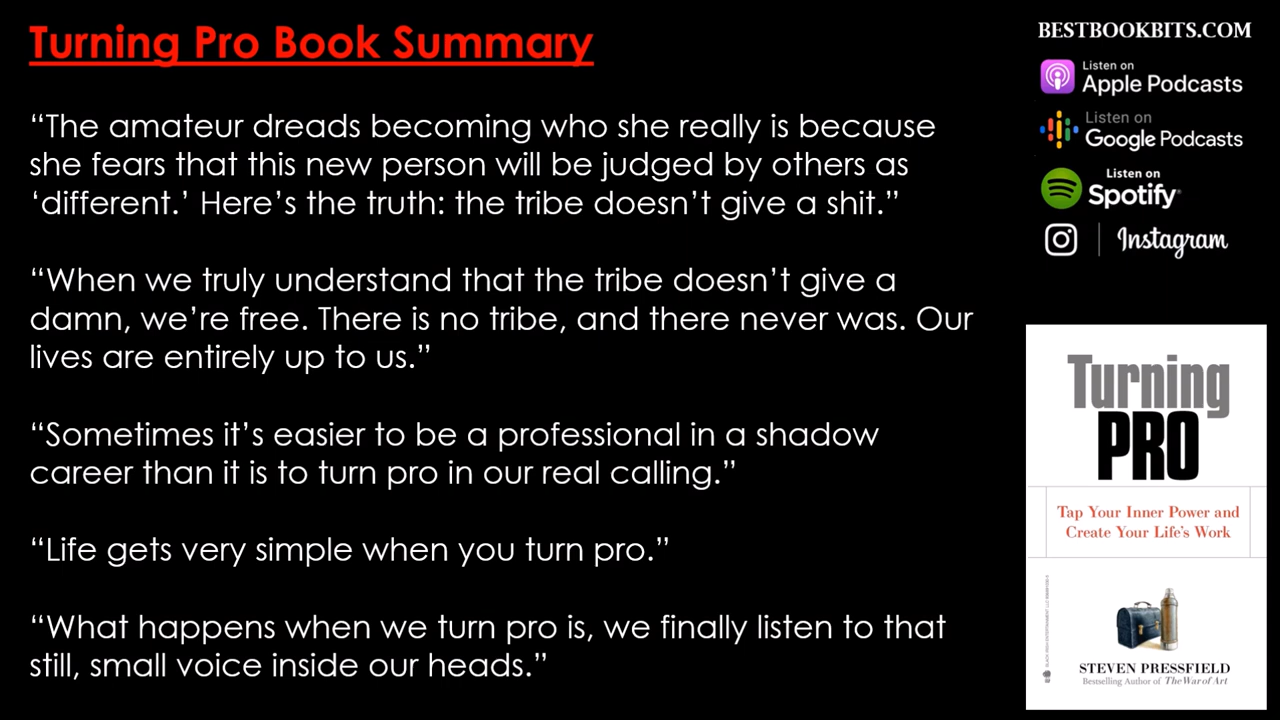 Turning Pro Book Summary
“The amateur dreads becoming who she really is because
she fears that this new person will be judged by others as
‘different.’ Here’s the truth: the tribe doesn’t give a shit.”
“When we truly understand that the tribe doesn’t give a
damn, we’re free. There is no tribe, and there never was. Our
lives are entirely up to us.”
“Sometimes it’s easier to be a professional in a shadow
career than it is to turn pro in our real calling.”
“Life gets very simple when you turn pro.”
“What happens when we turn pro is, we finally listen to that
still, small voice inside our heads.”
BESTBOOKBITS.COM
Listen on
Apple Podcasts
Listen on
Google Podcasts
Listen on
Spotify
Instagram
Turning
PRO
Tap Your Inner Power and
Create Your Life’s Work
STEVEN PRESSFIELD
Bestselling Author of The War of Art